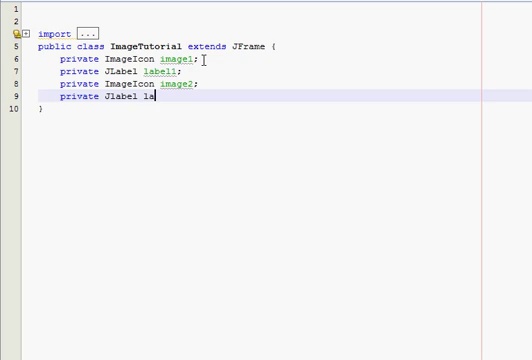 1
2
import ...
5 public class ImageTutorial extends JFrame {
6 private ImageIcon image1;
7 private JLabel label1;
8 private ImageIcon image2;
9 private Jlabel la
10 }